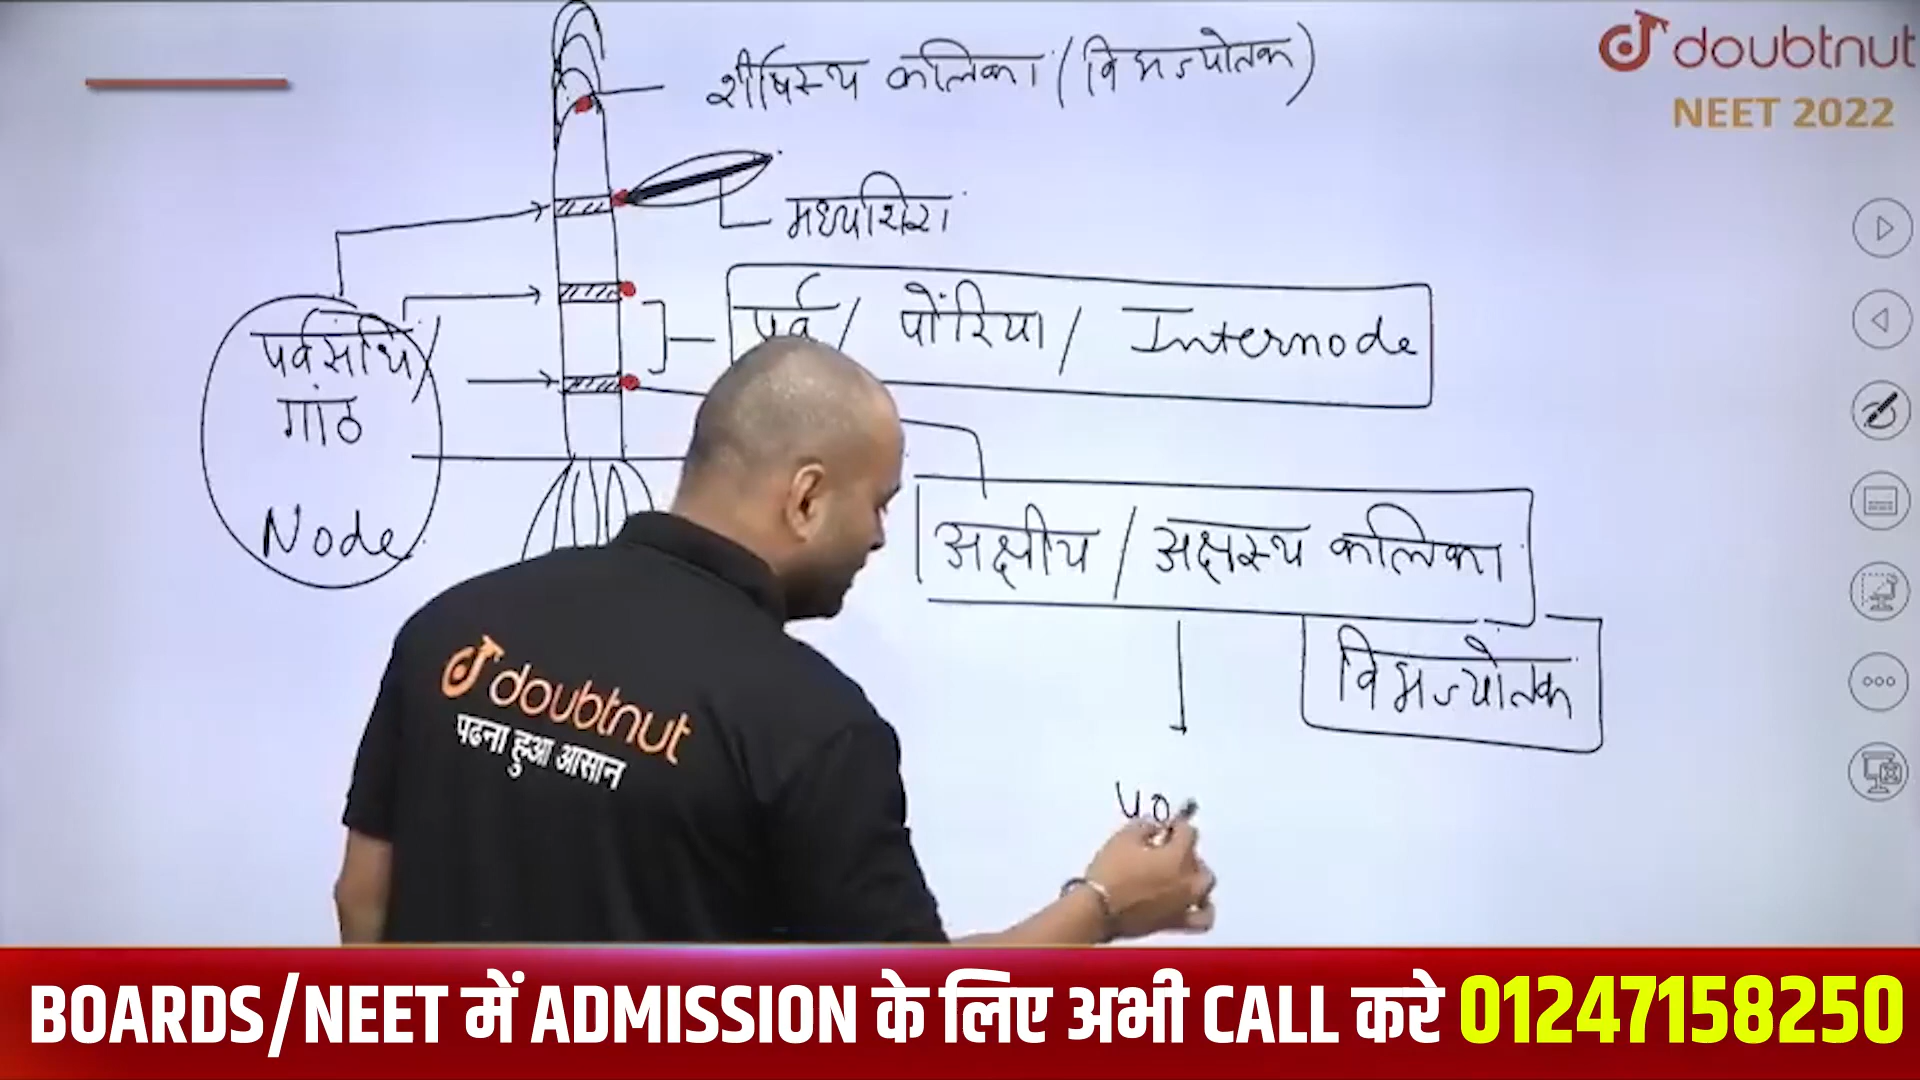 शीर्षस्थ कलिका (विभज्योतक)
doubtnut
NEET 2022
मध्यशिरा
पर्वसंधि/
गांठ
Node
पर्व / पोरिया / Internode
अक्षीय / अक्षस्थ कलिका
विभज्योतक
doubtnut
पढना हुआ आसान
BOARDS/NEET में ADMISSION के लिए अभी CALL करे 01247158250